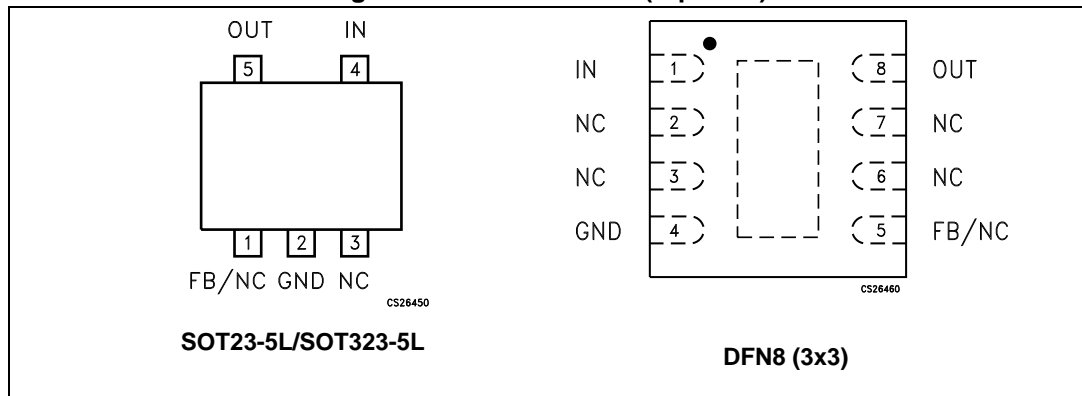 OUT IN
5 4
1 2 3
FB/NC GND NC
CS26450
SOT23-5L/SOT323-5L
IN 1 8 OUT
NC 2 7 NC
NC 3 6 NC
GND 4 5 FB/NC
CS26460
DFN8 (3x3)